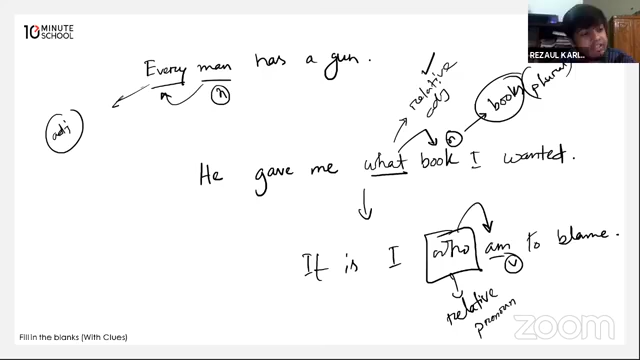 10 MINUTE SCHOOL
REZAUL KARI..
Every man has a gun.
n
adj
relative adj
n
books (plural)
He gave me what book I wanted.
It is I who am to blame.
v
relative pronoun
Fill in the blanks (With Clues)
zoom